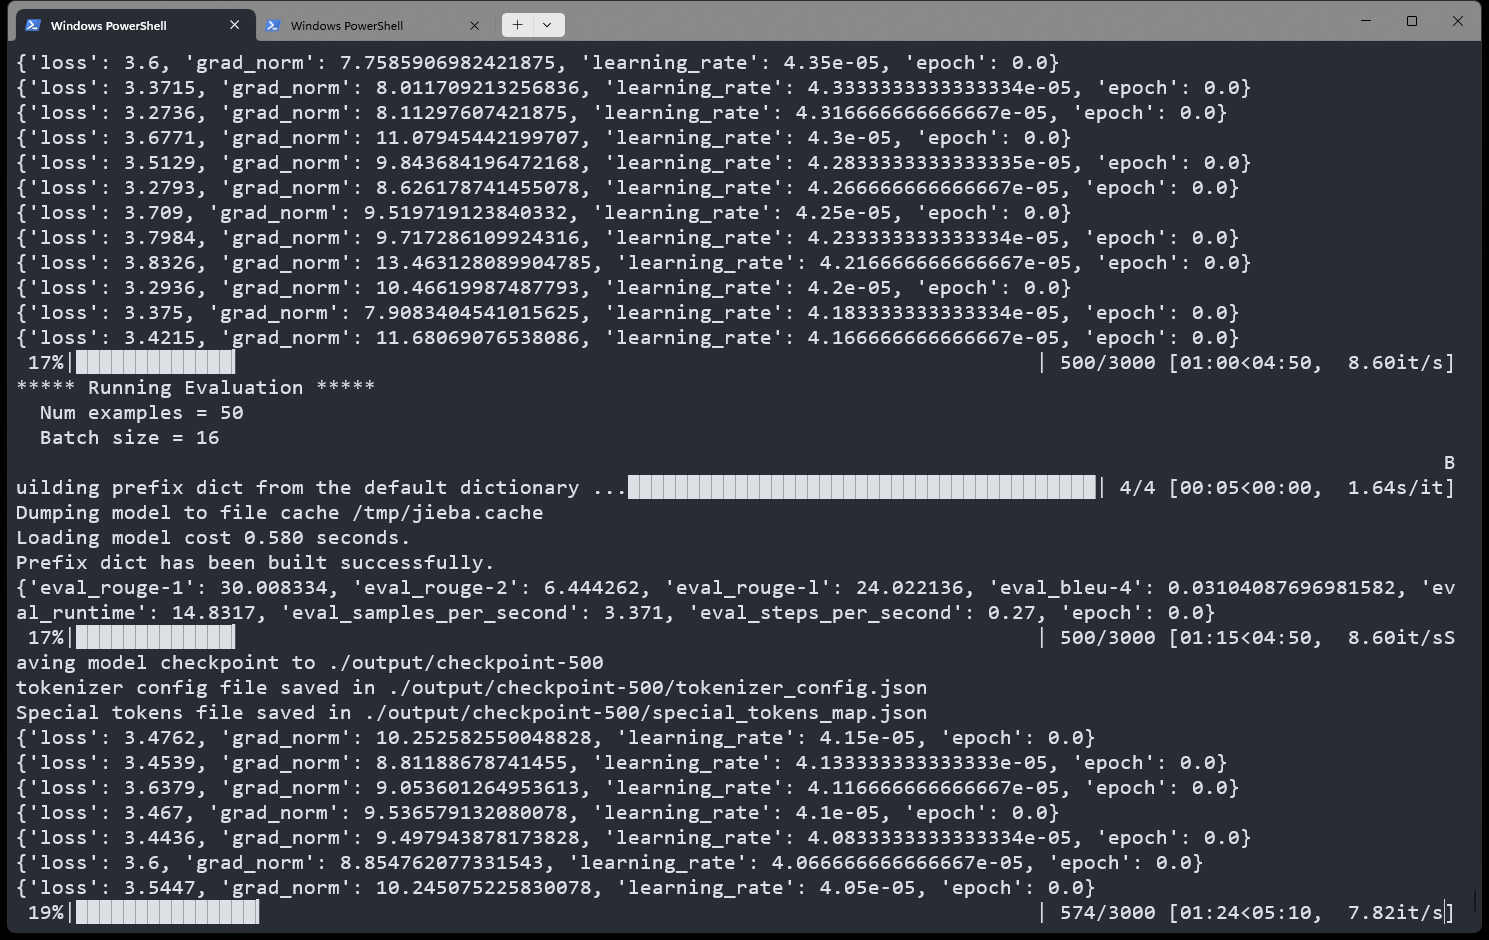 Windows PowerShell
Windows PowerShell
{'loss': 3.6, 'grad_norm': 7.7585906982421875, 'learning_rate': 4.35e-05, 'epoch': 0.0}
{'loss': 3.3715, 'grad_norm': 8.011709213256836, 'learning_rate': 4.3333333333333334e-05, 'epoch': 0.0}
{'loss': 3.2736, 'grad_norm': 8.11297607421875, 'learning_rate': 4.316666666666667e-05, 'epoch': 0.0}
{'loss': 3.6771, 'grad_norm': 11.07945442199707, 'learning_rate': 4.3e-05, 'epoch': 0.0}
{'loss': 3.5129, 'grad_norm': 9.843684196472168, 'learning_rate': 4.2833333333333335e-05, 'epoch': 0.0}
{'loss': 3.2793, 'grad_norm': 8.626178741455078, 'learning_rate': 4.266666666666667e-05, 'epoch': 0.0}
{'loss': 3.709, 'grad_norm': 9.519719123840332, 'learning_rate': 4.25e-05, 'epoch': 0.0}
{'loss': 3.7984, 'grad_norm': 9.717286109924316, 'learning_rate': 4.233333333333334e-05, 'epoch': 0.0}
{'loss': 3.8326, 'grad_norm': 13.463128089904785, 'learning_rate': 4.216666666666667e-05, 'epoch': 0.0}
{'loss': 3.2936, 'grad_norm': 10.46619987487793, 'learning_rate': 4.2e-05, 'epoch': 0.0}
{'loss': 3.375, 'grad_norm': 7.9083404541015625, 'learning_rate': 4.183333333333334e-05, 'epoch': 0.0}
{'loss': 3.4215, 'grad_norm': 11.68069076538086, 'learning_rate': 4.166666666666667e-05, 'epoch': 0.0}
17%| | 500/3000 [01:00<04:50, 8.60it/s]
***** Running Evaluation *****
Num examples = 50
Batch size = 16
B
uilding prefix dict from the default dictionary ...| 4/4 [00:05<00:00, 1.64s/it]
Dumping model to file cache /tmp/jieba.cache
Loading model cost 0.580 seconds.
Prefix dict has been built successfully.
{'eval_rouge-1': 30.008334, 'eval_rouge-2': 6.444262, 'eval_rouge-l': 24.022136, 'eval_bleu-4': 0.03104087696981582, 'ev
al_runtime': 14.8317, 'eval_samples_per_second': 3.371, 'eval_steps_per_second': 0.27, 'epoch': 0.0}
17%| | 500/3000 [01:15<04:50, 8.60it/sS
aving model checkpoint to ./output/checkpoint-500
tokenizer config file saved in ./output/checkpoint-500/tokenizer_config.json
Special tokens file saved in ./output/checkpoint-500/special_tokens_map.json
{'loss': 3.4762, 'grad_norm': 10.252582550048828, 'learning_rate': 4.15e-05, 'epoch': 0.0}
{'loss': 3.4539, 'grad_norm': 8.81188678741455, 'learning_rate': 4.133333333333333e-05, 'epoch': 0.0}
{'loss': 3.6379, 'grad_norm': 9.053601264953613, 'learning_rate': 4.116666666666667e-05, 'epoch': 0.0}
{'loss': 3.467, 'grad_norm': 9.536579132080078, 'learning_rate': 4.1e-05, 'epoch': 0.0}
{'loss': 3.4436, 'grad_norm': 9.497943878173828, 'learning_rate': 4.0833333333333334e-05, 'epoch': 0.0}
{'loss': 3.6, 'grad_norm': 8.854762077331543, 'learning_rate': 4.066666666666667e-05, 'epoch': 0.0}
{'loss': 3.5447, 'grad_norm': 10.245075225830078, 'learning_rate': 4.05e-05, 'epoch': 0.0}
19%| | 574/3000 [01:24<05:10, 7.82it/s]